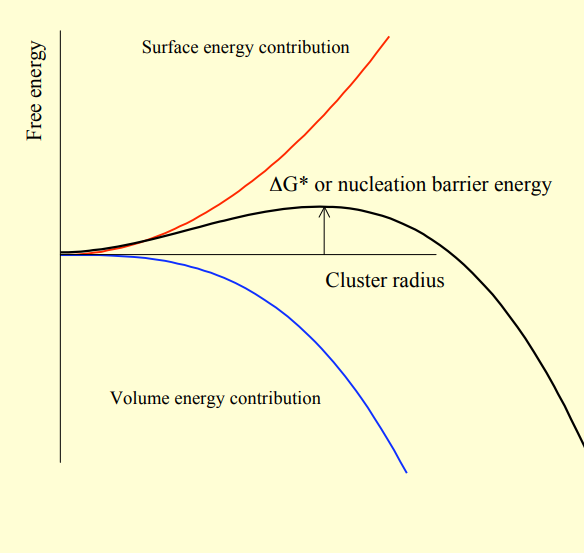 Free energy
Surface energy contribution
ΔG* or nucleation barrier energy
Cluster radius
Volume energy contribution